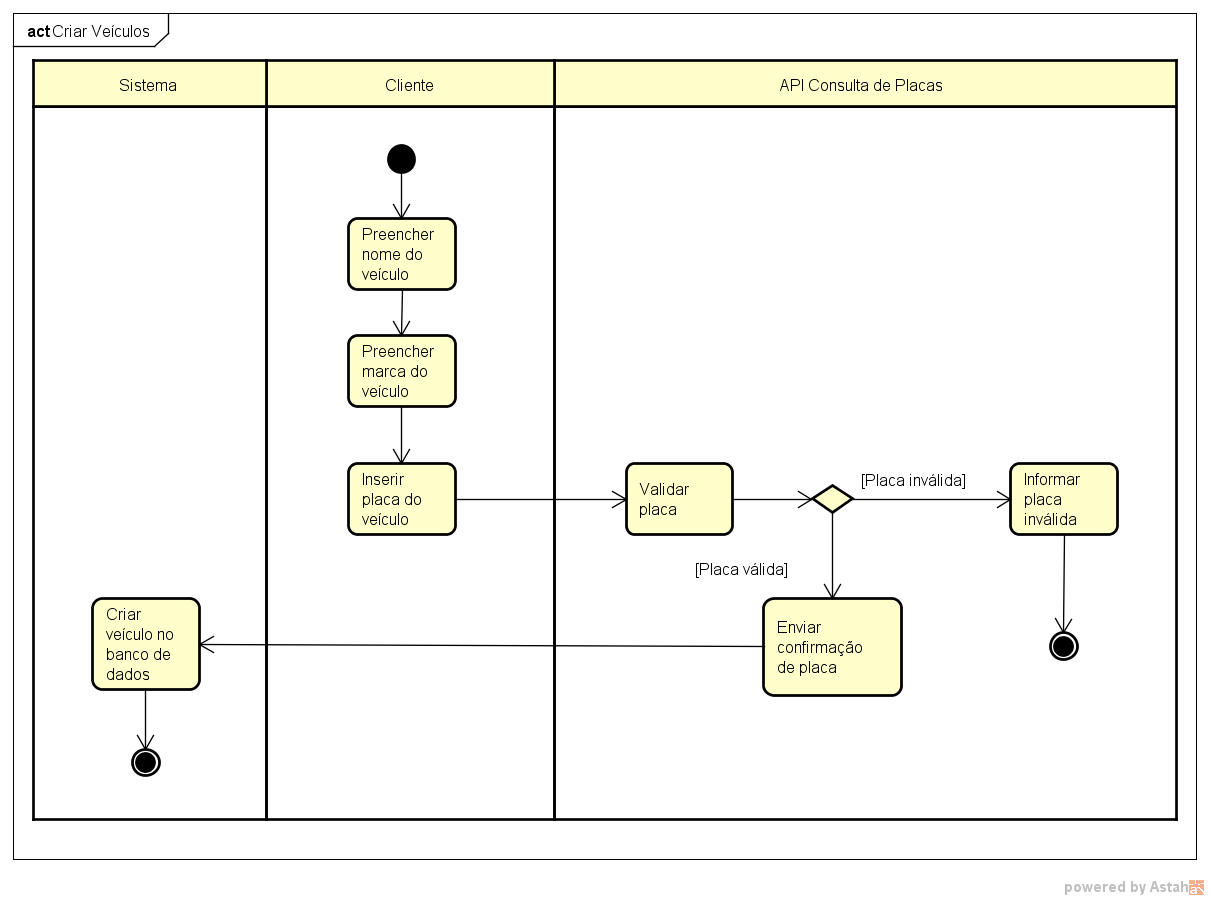 act Criar Veículos
Sistema
Cliente
API Consulta de Placas
Preencher
nome do
veículo
Preencher
marca do
veículo
Inserir
placa do
veículo
Validar
placa
[Placa inválida]
Informar
placa
inválida
[Placa válida]
Enviar
confirmação
de placa
Criar
veículo no
banco de
dados
powered by Astah